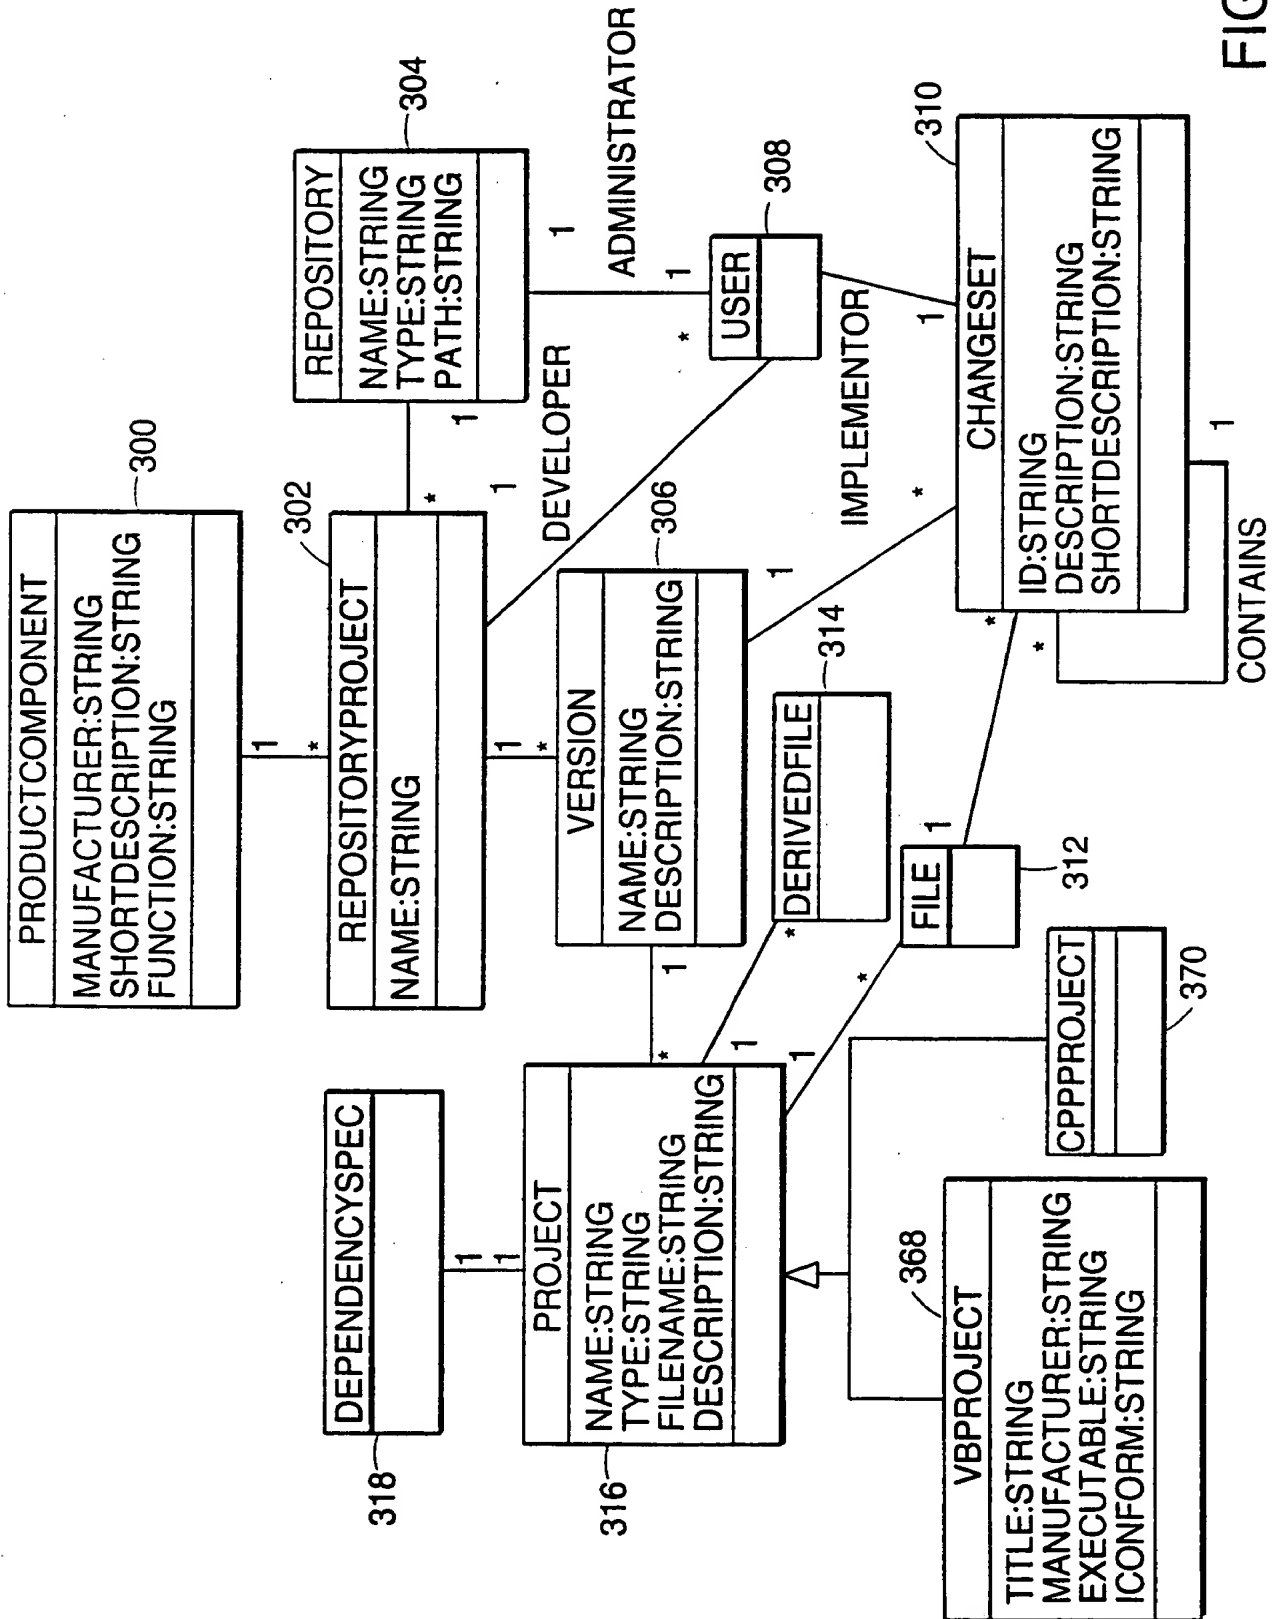 PRODUCTCOMPONENT
MANUFACTURER:STRING
SHORTDESCRIPTION:STRING
FUNCTION:STRING
300
1
*
302
REPOSITORYPROJECT
NAME:STRING
*
1
304
REPOSITORY
NAME:STRING
TYPE:STRING
PATH:STRING
1
ADMINISTRATOR
1
1
DEVELOPER
*
308
USER
1
*
306
VERSION
NAME:STRING
DESCRIPTION:STRING
1
IMPLEMENTOR
*
1
310
CHANGESET
ID:STRING
DESCRIPTION:STRING
SHORTDESCRIPTION:STRING
*
*
1
CONTAINS
318
DEPENDENCYSPEC
1
1
316
PROJECT
NAME:STRING
TYPE:STRING
FILENAME:STRING
DESCRIPTION:STRING
*
1
1
*
DERIVEDFILE
314
1
*
FILE
1
312
368
VBPROJECT
TITLE:STRING
MANUFACTURER:STRING
EXECUTABLE:STRING
ICONFORM:STRING
CPPPROJECT
370